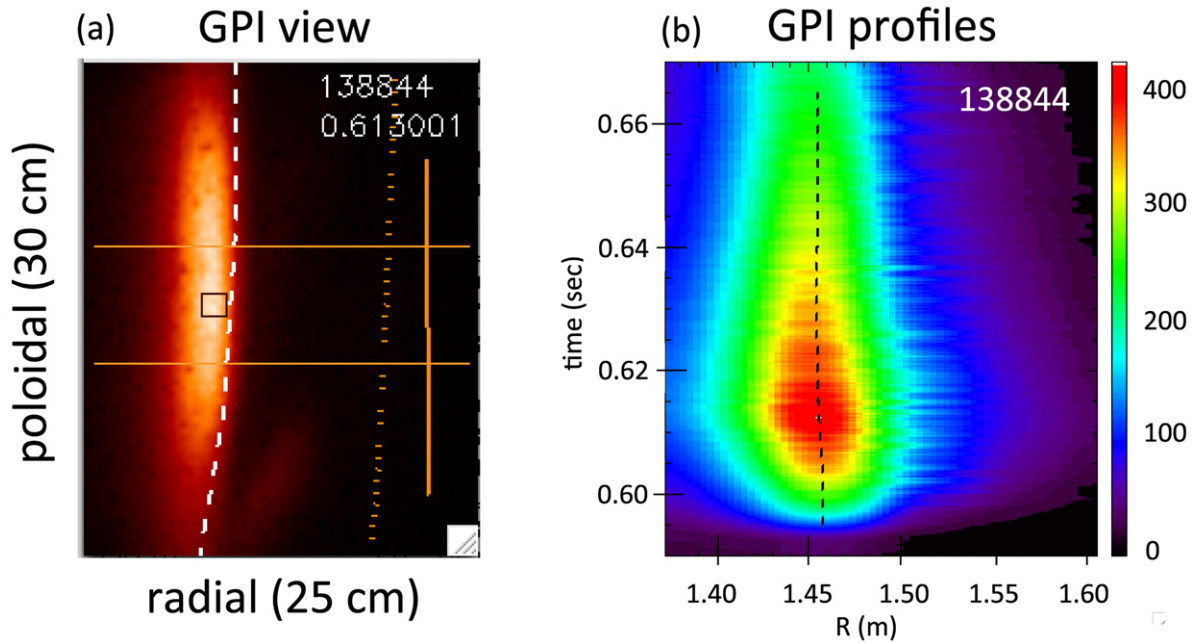 (a) GPI view
138844
0.613001
poloidal (30 cm)
radial (25 cm)
(b) GPI profiles
138844
0.66
0.64
0.62
0.60
time (sec)
1.40 1.45 1.50 1.55 1.60
R (m)
400
300
200
100
0